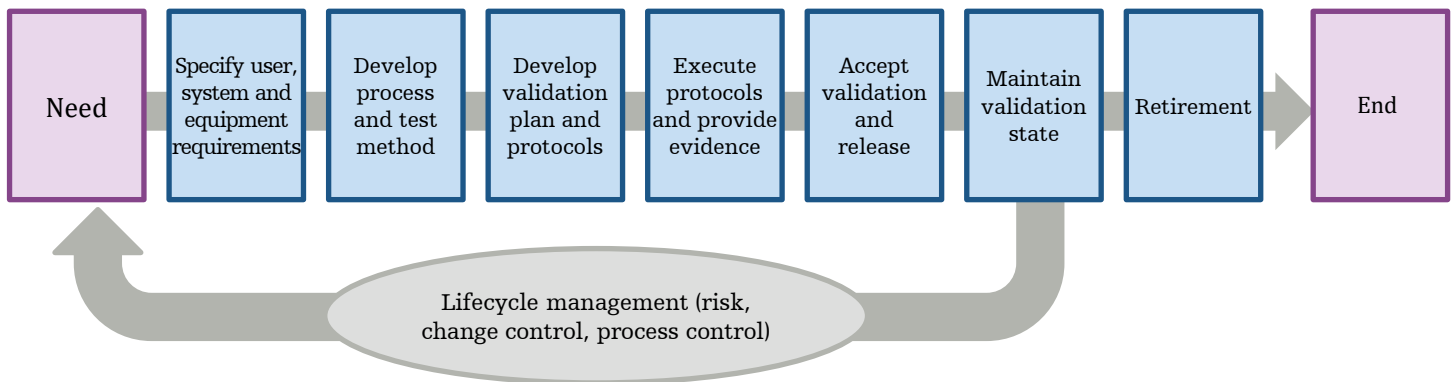 Need
Specify user,
system and
equipment
requirements
Develop
process
and test
method
Develop
validation
plan and
protocols
Execute
protocols
and provide
evidence
Accept
validation
and
release
Maintain
validation
state
Retirement
End
Lifecycle management (risk,
change control, process control)